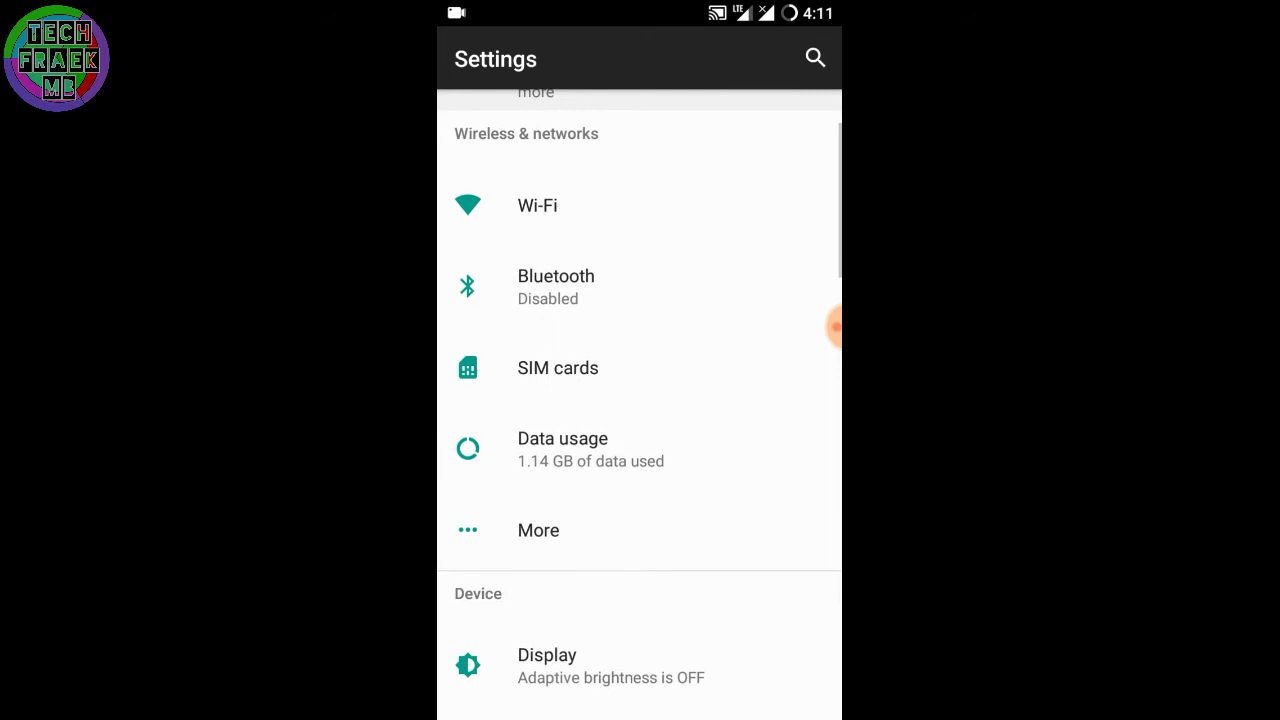 TECH
FRAEK
MB
LTE 4:11
Settings
more
Wireless & networks
Wi-Fi
Bluetooth
Disabled
SIM cards
Data usage
1.14 GB of data used
More
Device
Display
Adaptive brightness is OFF